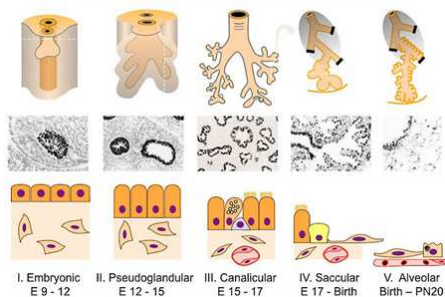 I. Embryonic
E 9 - 12
II. Pseudoglandular
E 12 - 15
III. Canalicular
E 15 - 17
IV. Saccular
E 17 - Birth
V. Alveolar
Birth – PN20